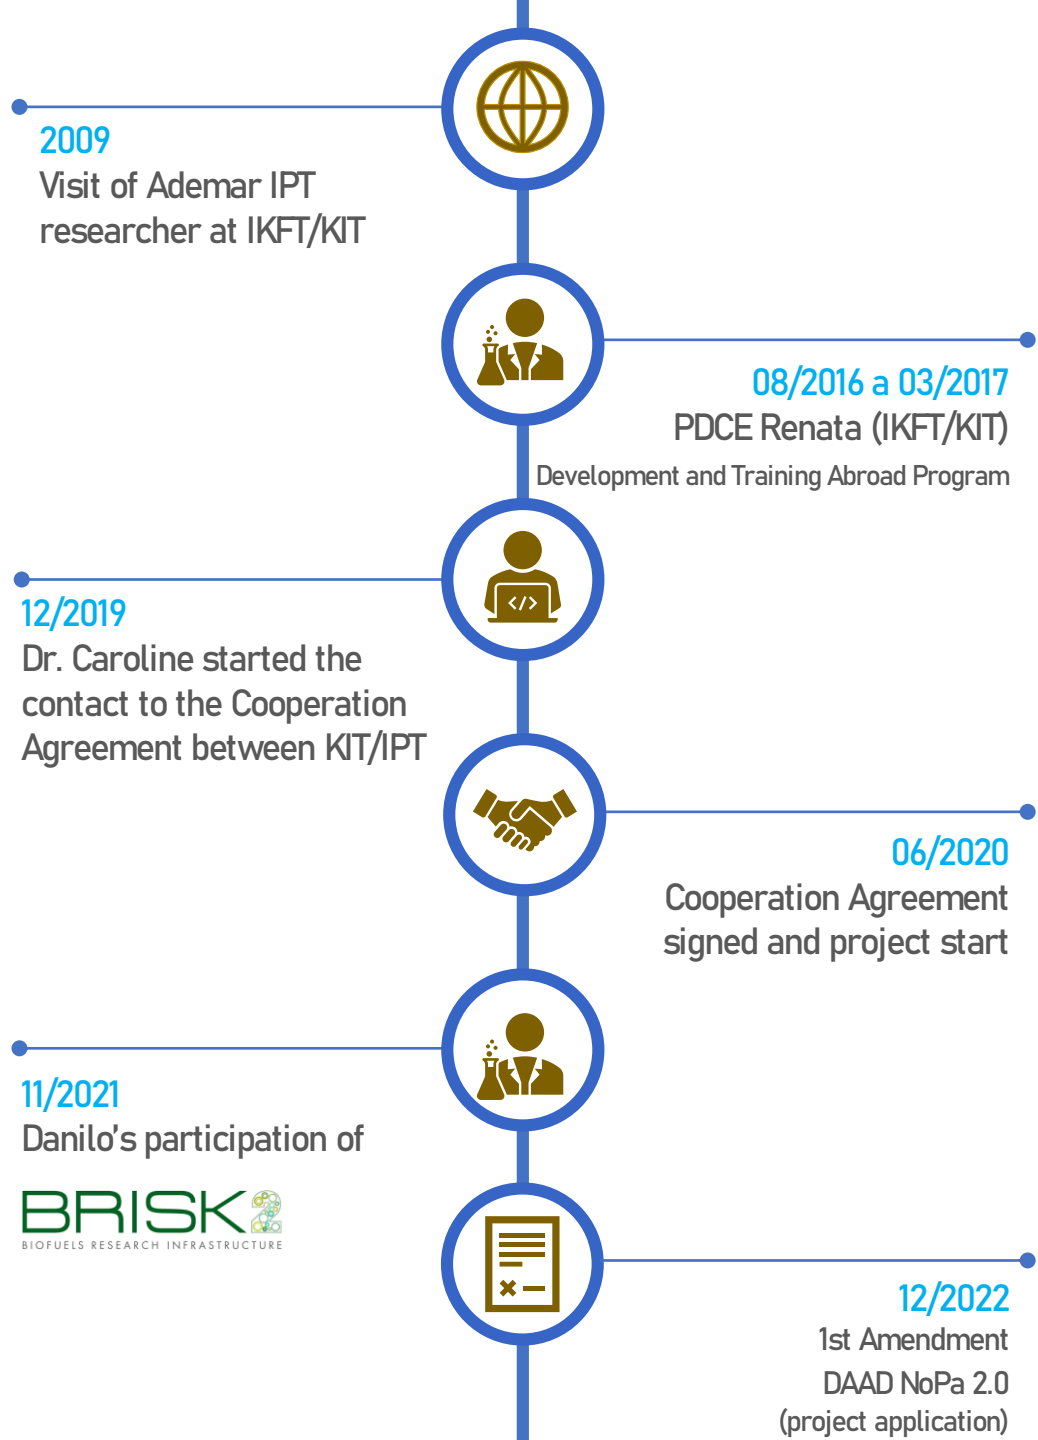 2009
Visit of Ademar IPT
researcher at IKFT/KIT
08/2016 a 03/2017
PDCE Renata (IKFT/KIT)
Development and Training Abroad Program
</>
12/2019
Dr. Caroline started the
contact to the Cooperation
Agreement between KIT/IPT
06/2020
Cooperation Agreement
signed and project start
11/2021
Danilo’s participation of
BRISK2
BIOFUELS RESEARCH INFRASTRUCTURE
12/2022
1st Amendment
DAAD NoPa 2.0
(project application)